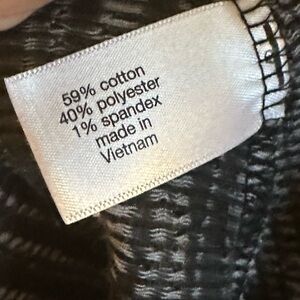 59% cotton
40% polyester
1% spandex
made in
Vietnam